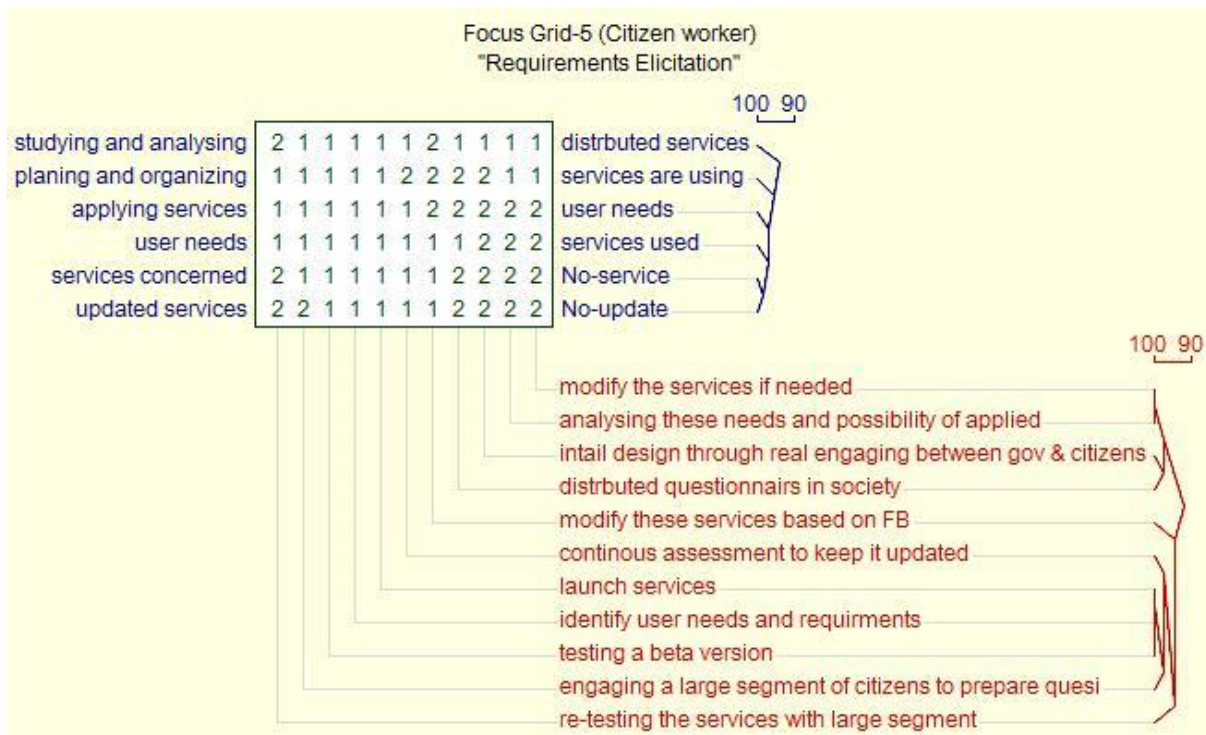 Focus Grid-5 (Citizen worker)
"Requirements Elicitation"
100 90
studying and analysing 2 1 1 1 1 1 2 1 1 1 1 distrbuted services
planing and organizing 1 1 1 1 1 2 2 2 2 1 1 services are using
applying services 1 1 1 1 1 1 2 2 2 2 2 user needs
user needs 1 1 1 1 1 1 1 1 2 2 2 services used
services concerned 2 1 1 1 1 1 1 2 2 2 2 No-service
updated services 2 2 1 1 1 1 1 2 2 2 2 No-update
100 90
modify the services if needed
analysing these needs and possibility of applied
intail design through real engaging between gov & citizens
distrbuted questionnairs in society
modify these services based on FB
continous assessment to keep it updated
launch services
identify user needs and requirments
testing a beta version
engaging a large segment of citizens to prepare quesi
re-testing the services with large segment